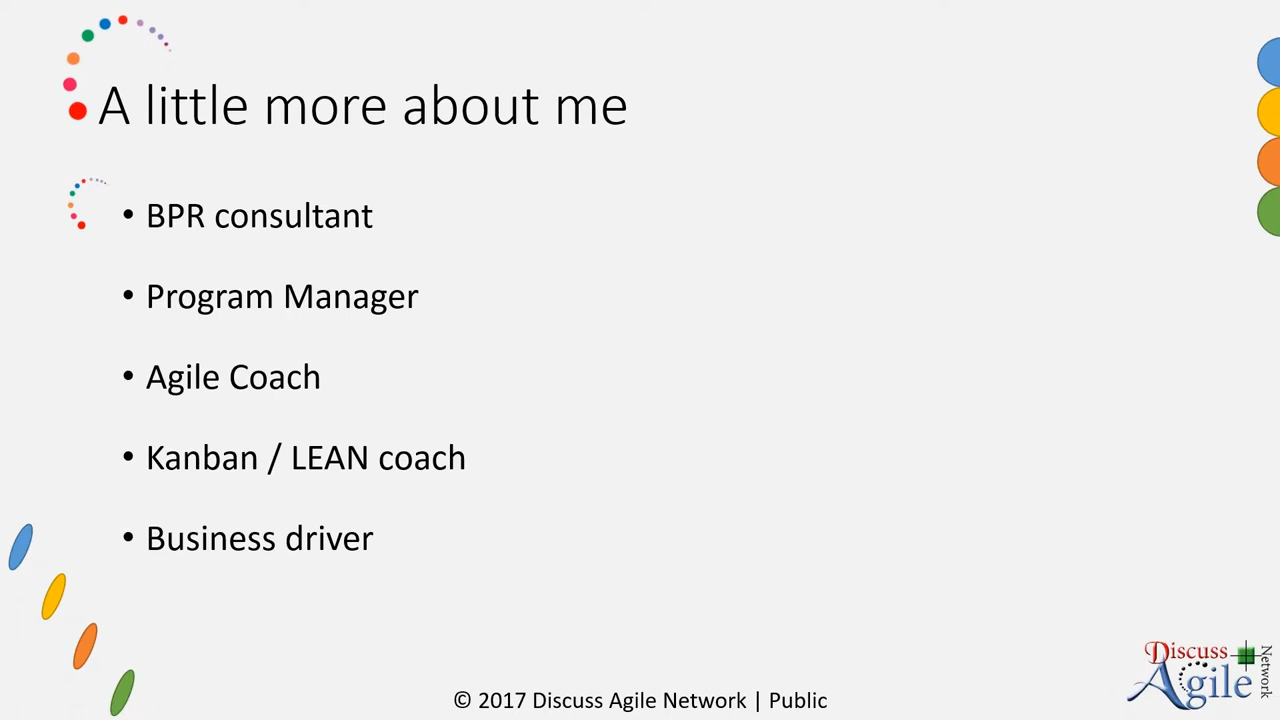 A little more about me
• BPR consultant
• Program Manager
• Agile Coach
• Kanban / LEAN coach
• Business driver
© 2017 Discuss Agile Network | Public
Discuss
Agile
Network